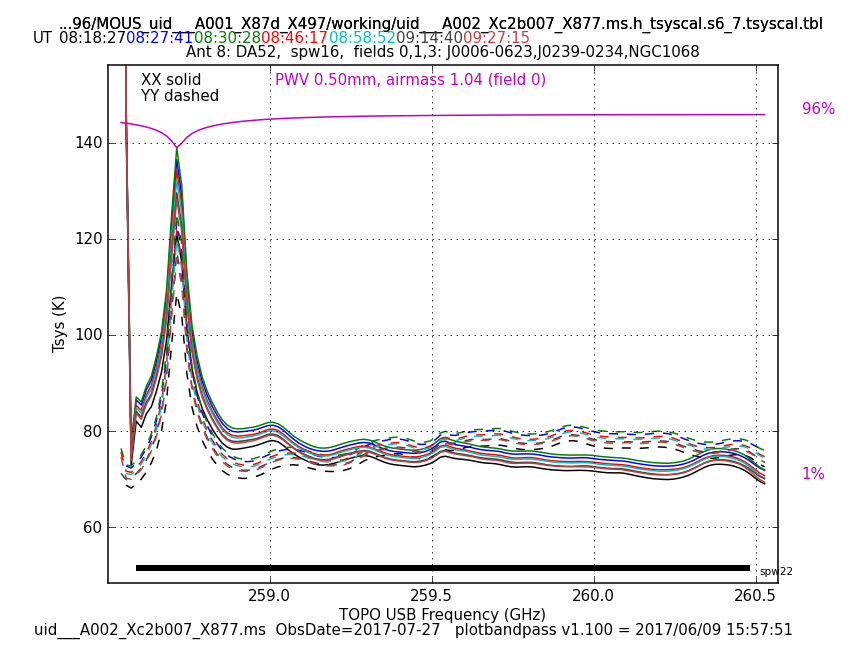 ...96/MOUS_uid___A001_X87d_X497/working/uid___A002_Xc2b007_X877.ms.h_tsyscal.s6_7.tsyscal.tbl
UT 08:18:27 08:27:41 08:30:28 08:46:17 08:58:52 09:14:40 09:27:15
Ant 8: DA52, spw16, fields 0,1,3: J0006-0623,J0239-0234,NGC1068
XX solid
YY dashed
PWV 0.50mm, airmass 1.04 (field 0)
96%
140
120
100
80
60
Tsys (K)
1%
spw22
259.0 259.5 260.0 260.5
TOPO USB Frequency (GHz)
uid___A002_Xc2b007_X877.ms ObsDate=2017-07-27 plotbandpass v1.100 = 2017/06/09 15:57:51